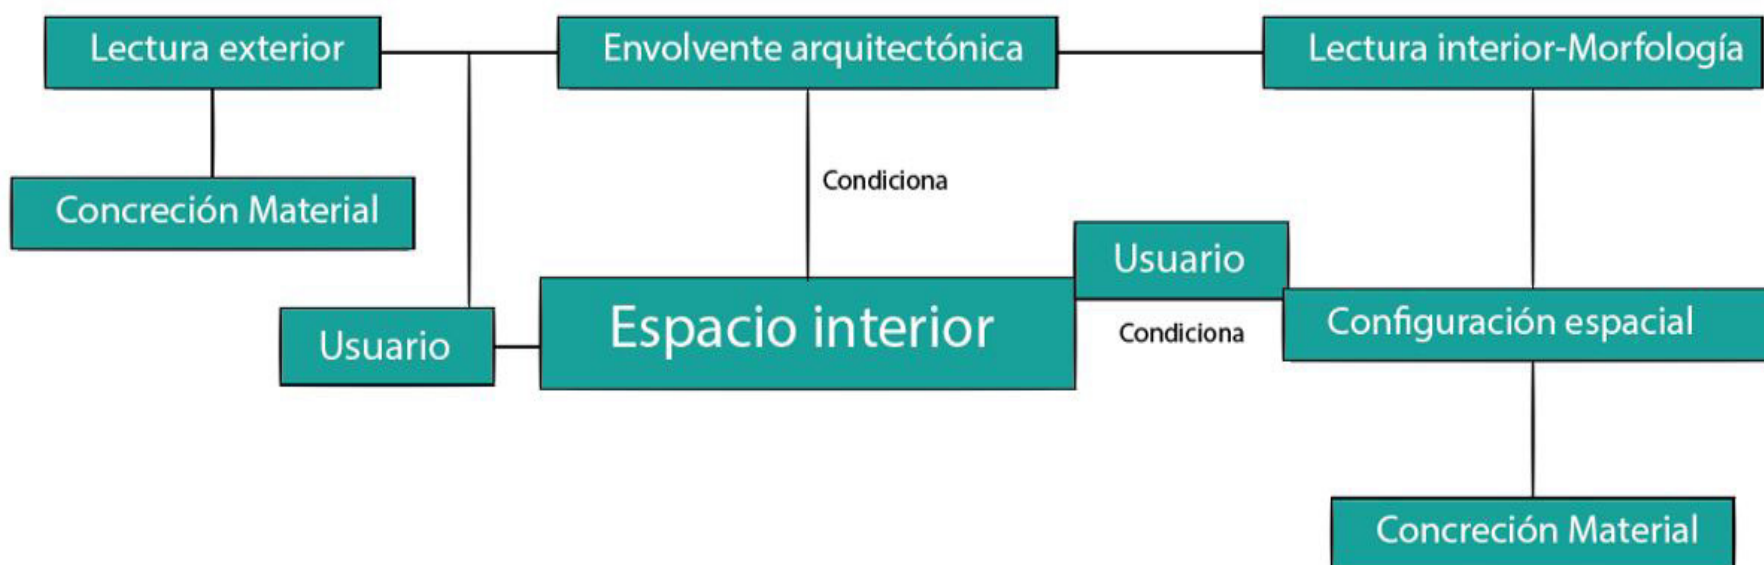 Lectura exterior
Envolvente arquitectónica
Lectura interior-Morfología
Concreción Material
Condiciona
Usuario
Espacio interior
Usuario
Condiciona
Configuración espacial
Concreción Material